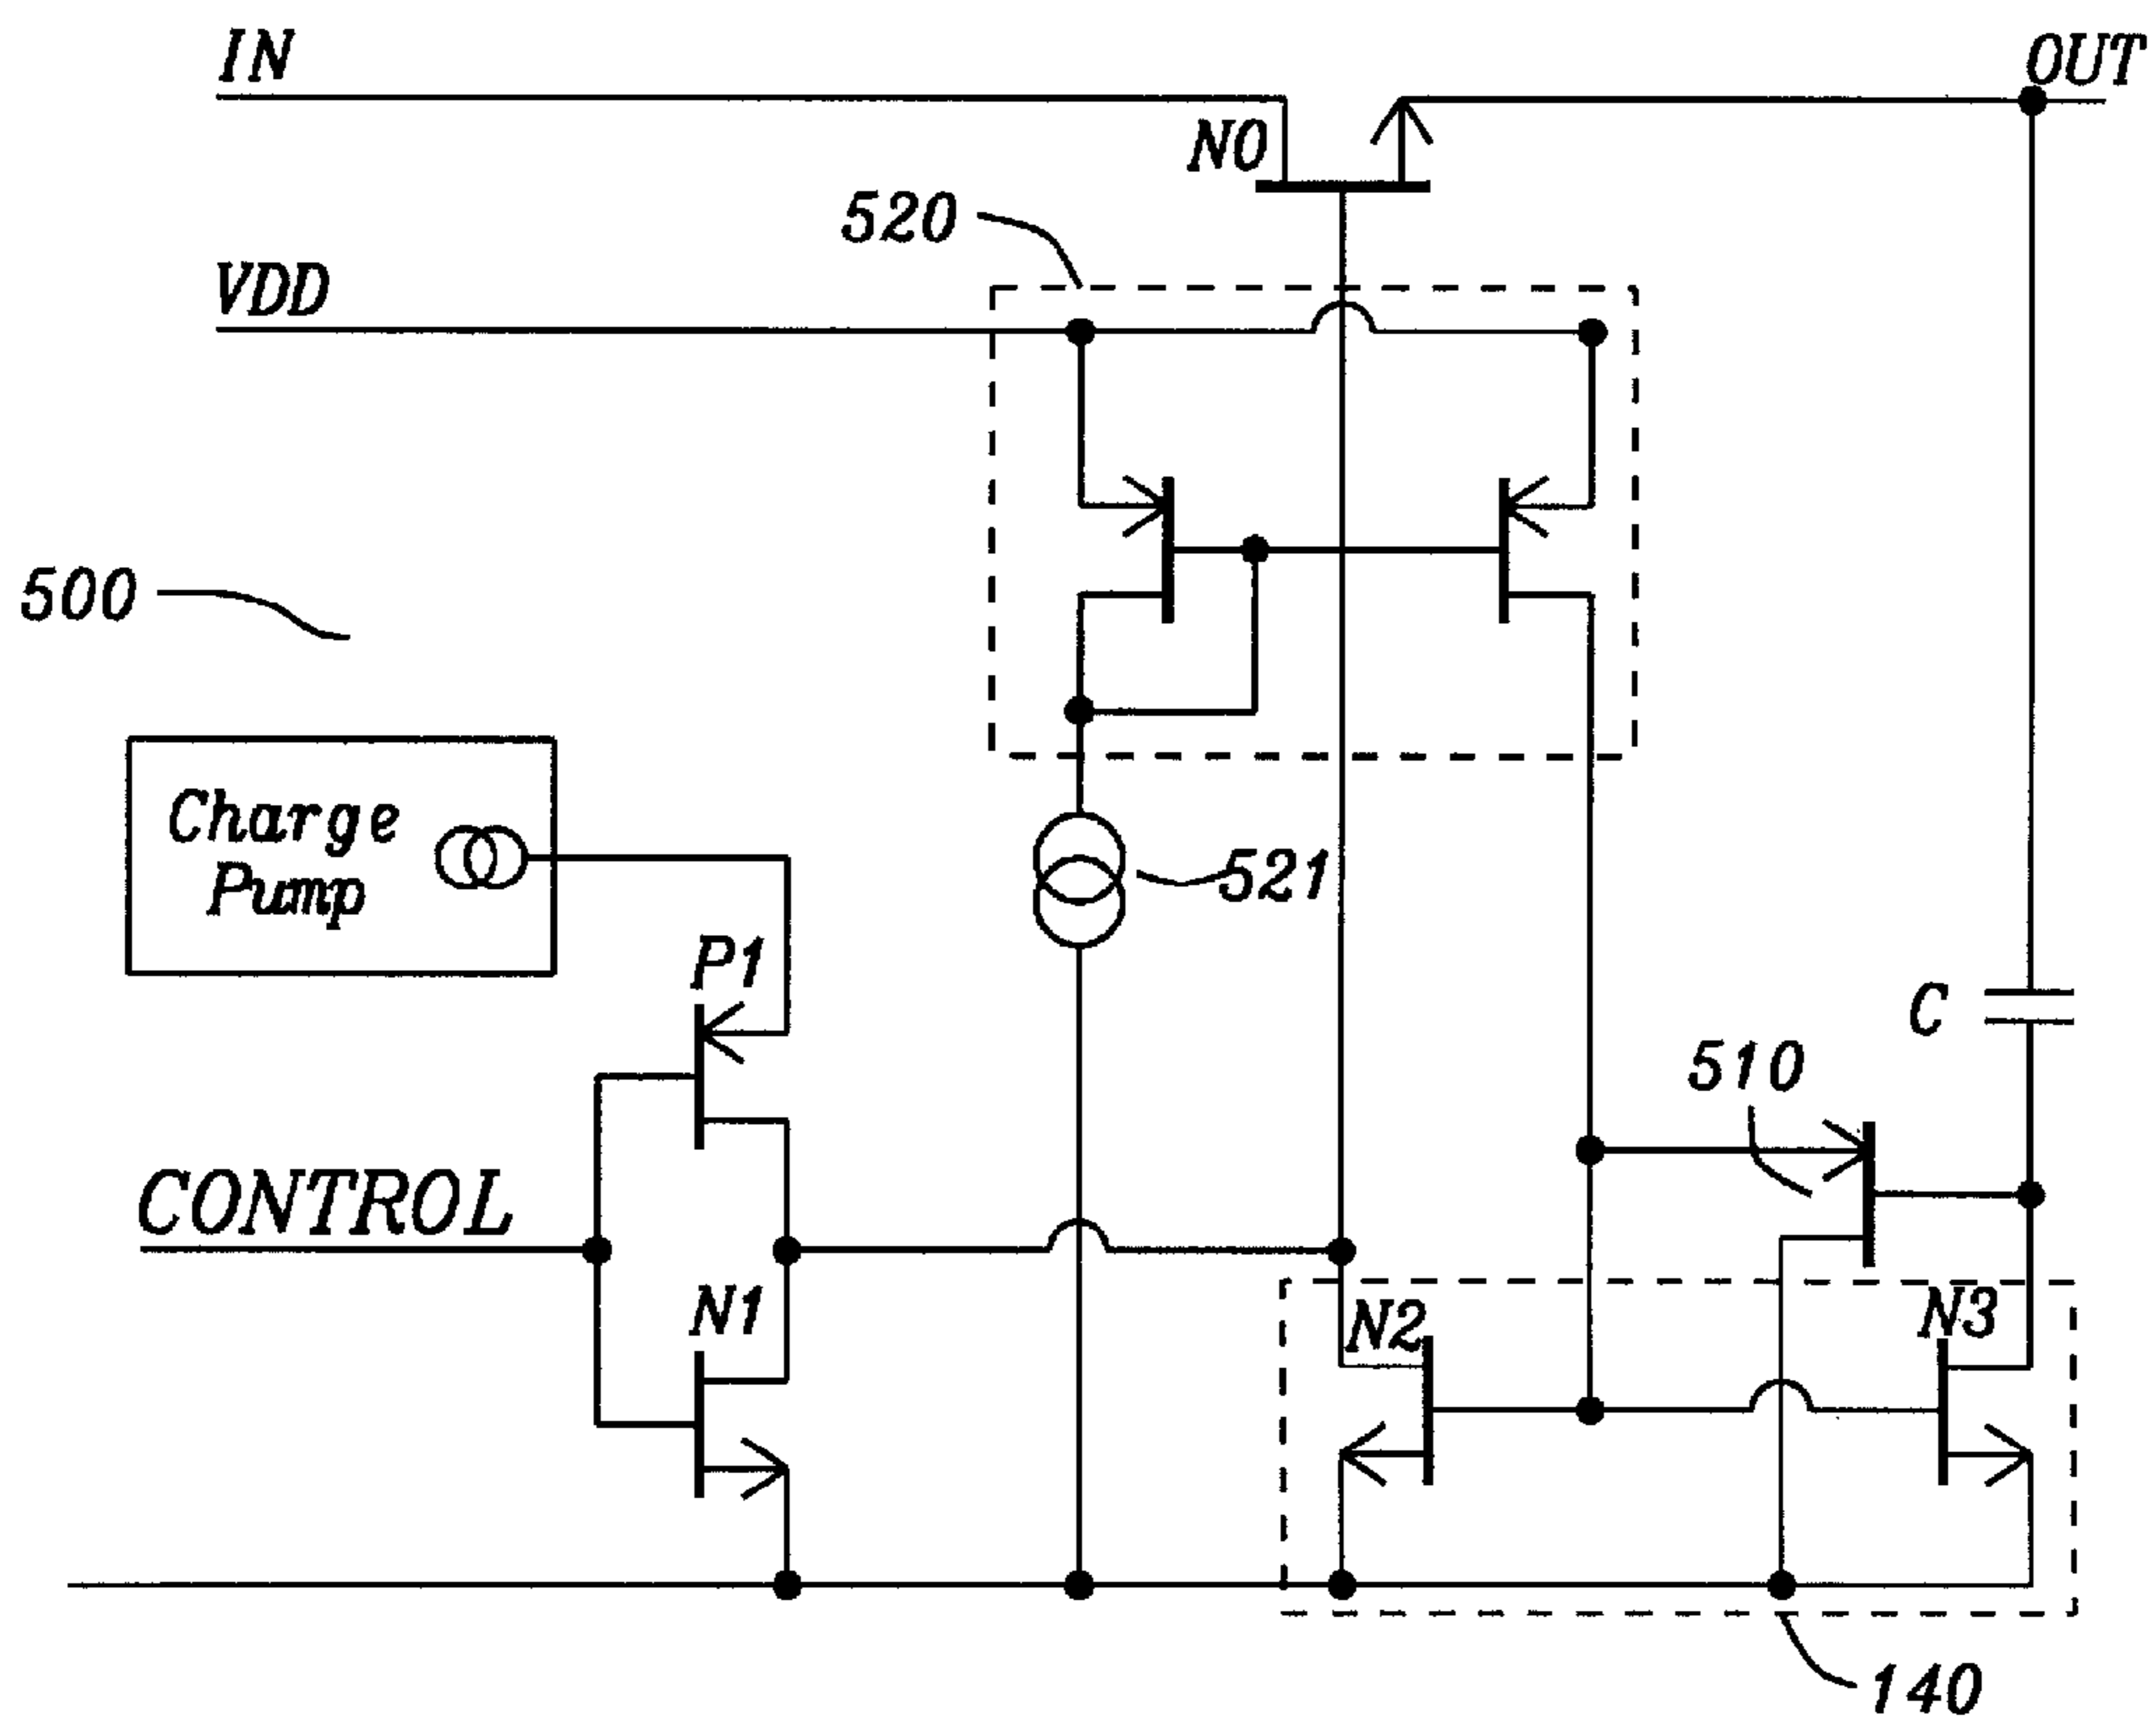 IN
OUT
N0
520
VDD
500
Charge
Pump
521
P1
C
510
CONTROL
N1
N2
N3
140